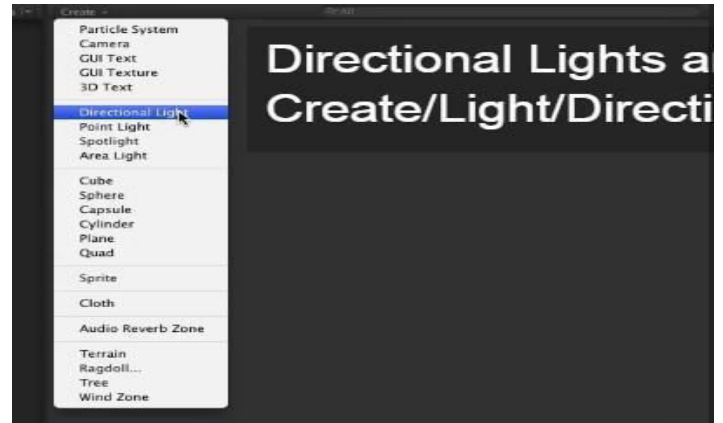 Create
All
Particle System
Camera
GUI Text
GUI Texture
3D Text
Directional Light
Point Light
Spotlight
Area Light
Cube
Sphere
Capsule
Cylinder
Plane
Quad
Sprite
Cloth
Audio Reverb Zone
Terrain
Ragdoll...
Tree
Wind Zone
Directional Lights a
Create/Light/Directi